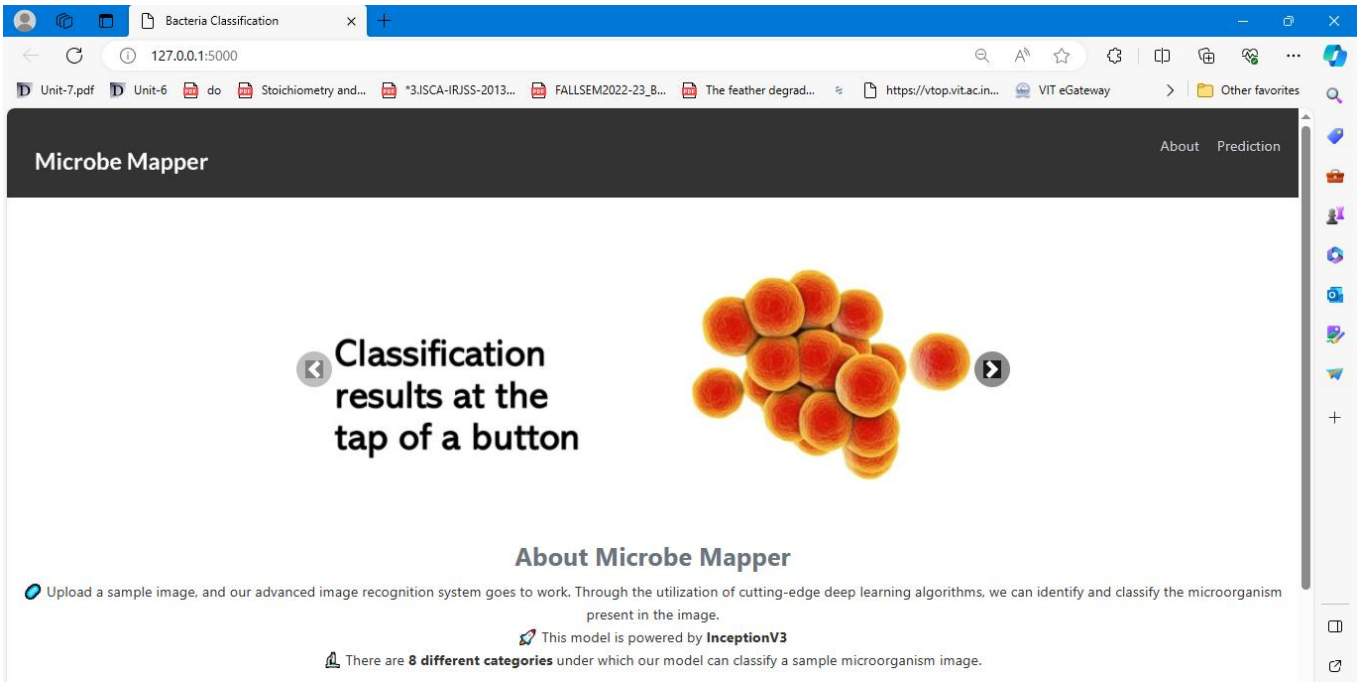 Bacteria Classification
127.0.0.1:5000
Unit-7.pdf Unit-6 do Stoichiometry and... *3.ISCA-IRJSS-2013... FALLSEM2022-23_B... The feather degrad... https://vtop.vit.ac.in... VIT eGateway Other favorites
About Prediction
Microbe Mapper
Classification
results at the
tap of a button
About Microbe Mapper
Upload a sample image, and our advanced image recognition system goes to work. Through the utilization of cutting-edge deep learning algorithms, we can identify and classify the microorganism
present in the image.
This model is powered by InceptionV3
There are 8 different categories under which our model can classify a sample microorganism image.